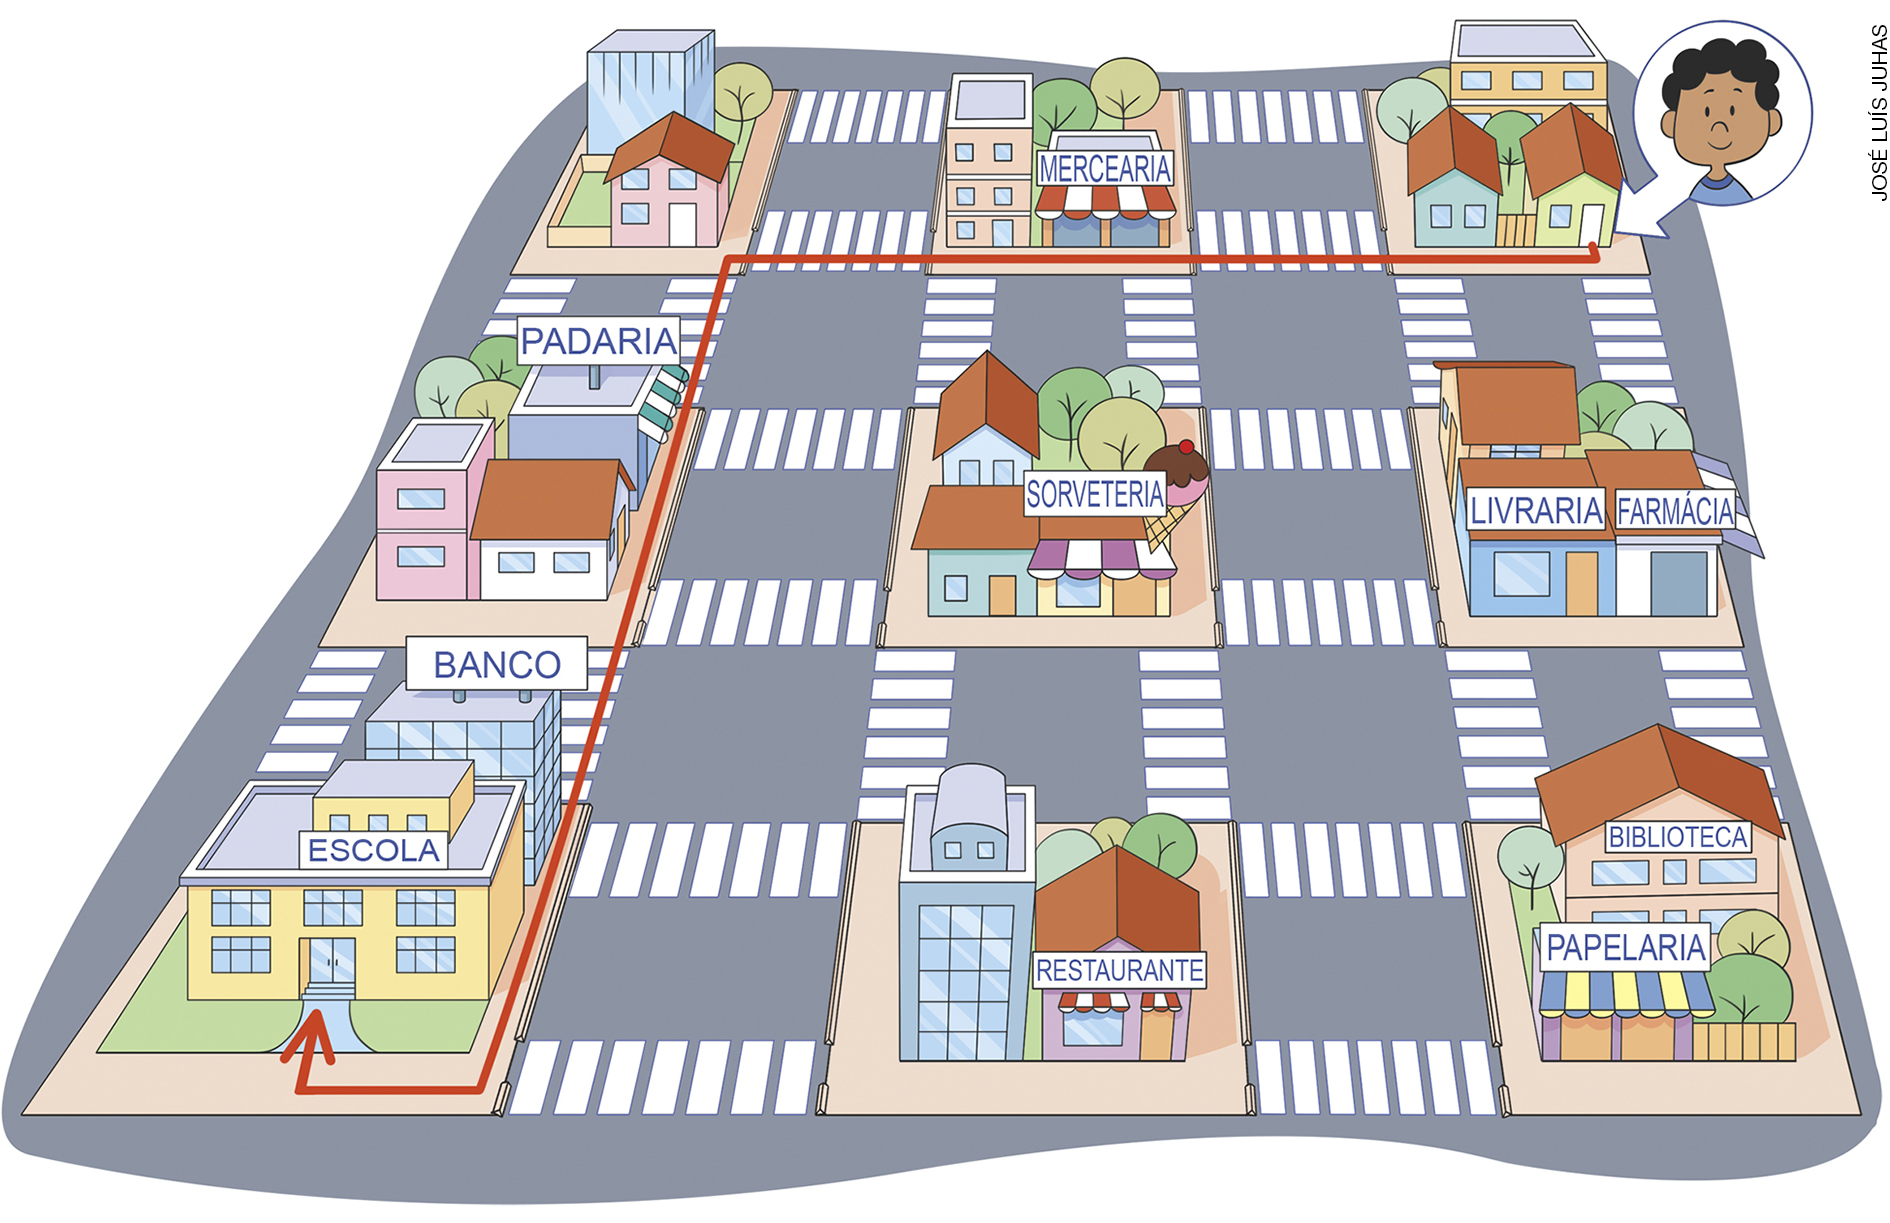 JOSÉ LUÍS JUHAS
MERCEARIA
PADARIA
SORVETERIA
LIVRARIA
FARMÁCIA
BANCO
ESCOLA
BIBLIOTECA
PAPELARIA
RESTAURANTE